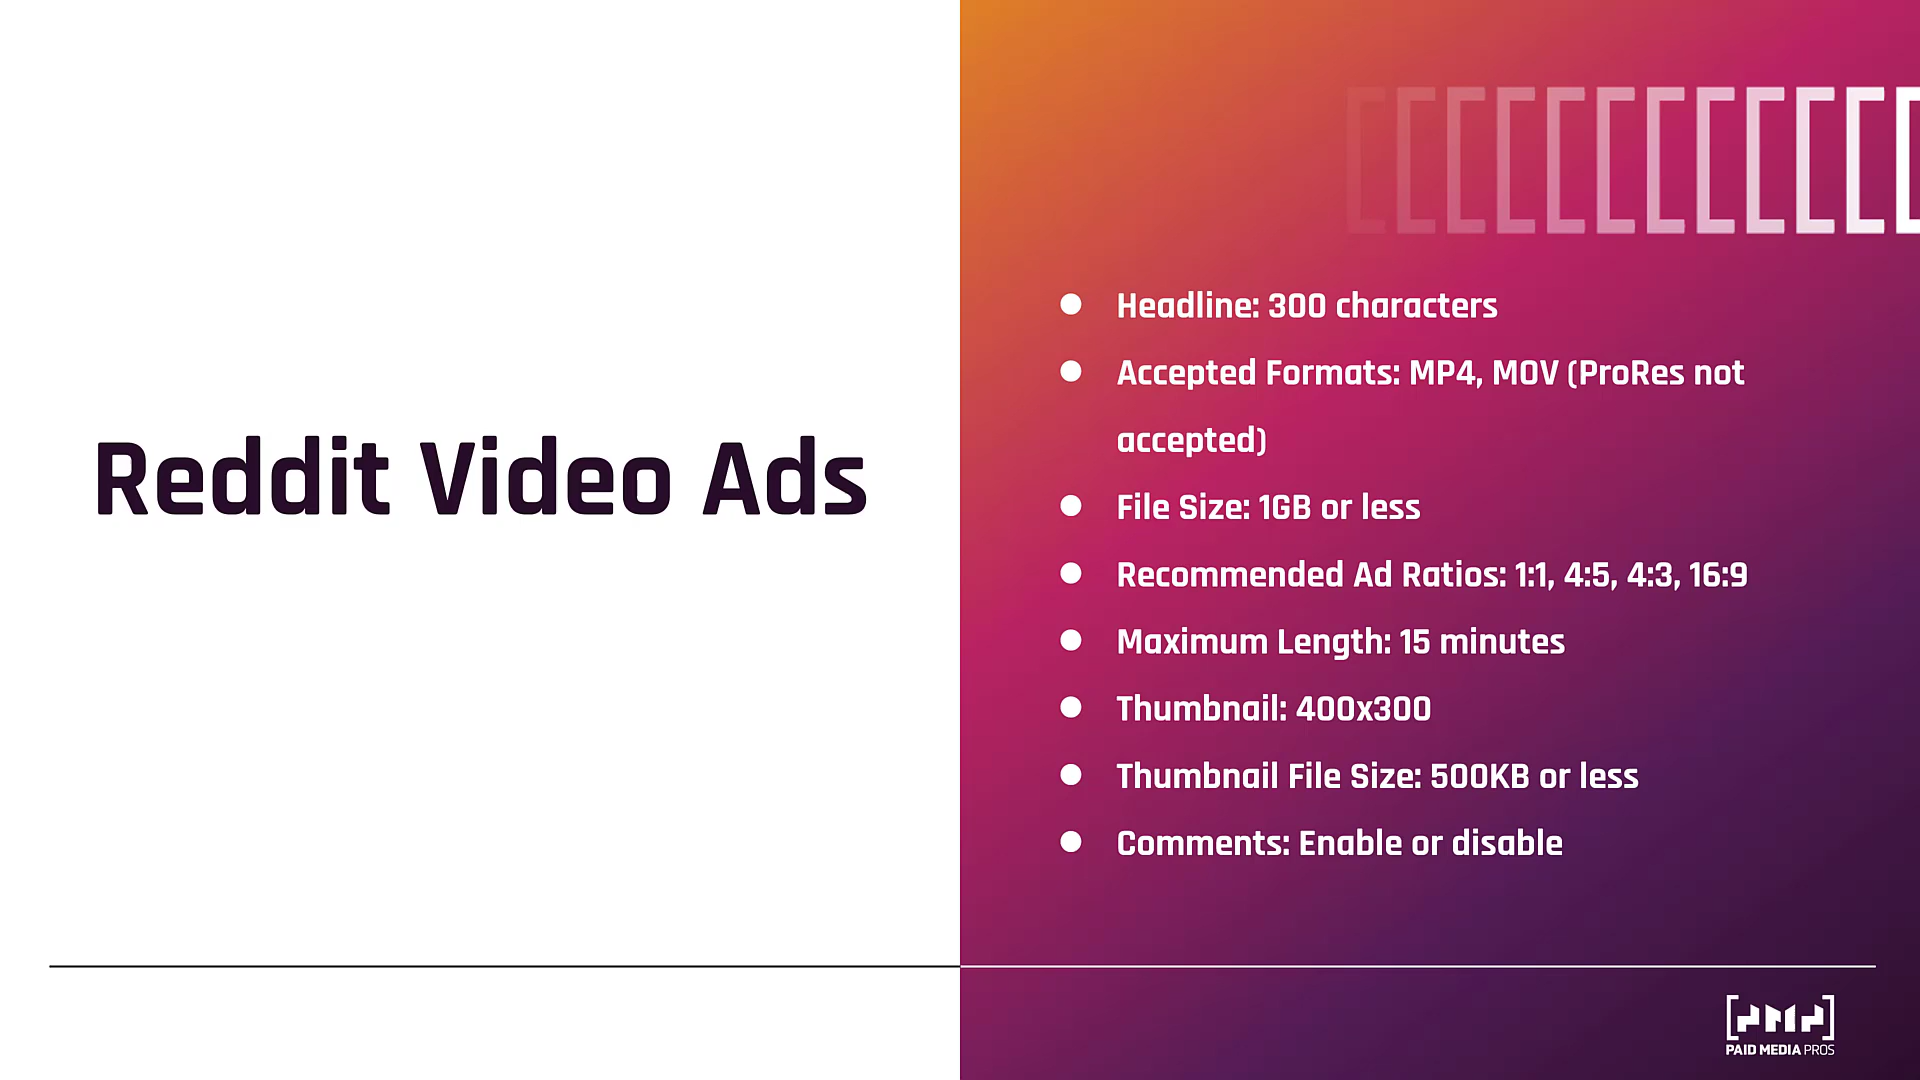 Reddit Video Ads
● Headline: 300 characters
● Accepted Formats: MP4, MOV (ProRes not
accepted)
● File Size: 1GB or less
● Recommended Ad Ratios: 1:1, 4:5, 4:3, 16:9
● Maximum Length: 15 minutes
● Thumbnail: 400x300
● Thumbnail File Size: 500KB or less
● Comments: Enable or disable
[PMP]
PAID MEDIA PROS